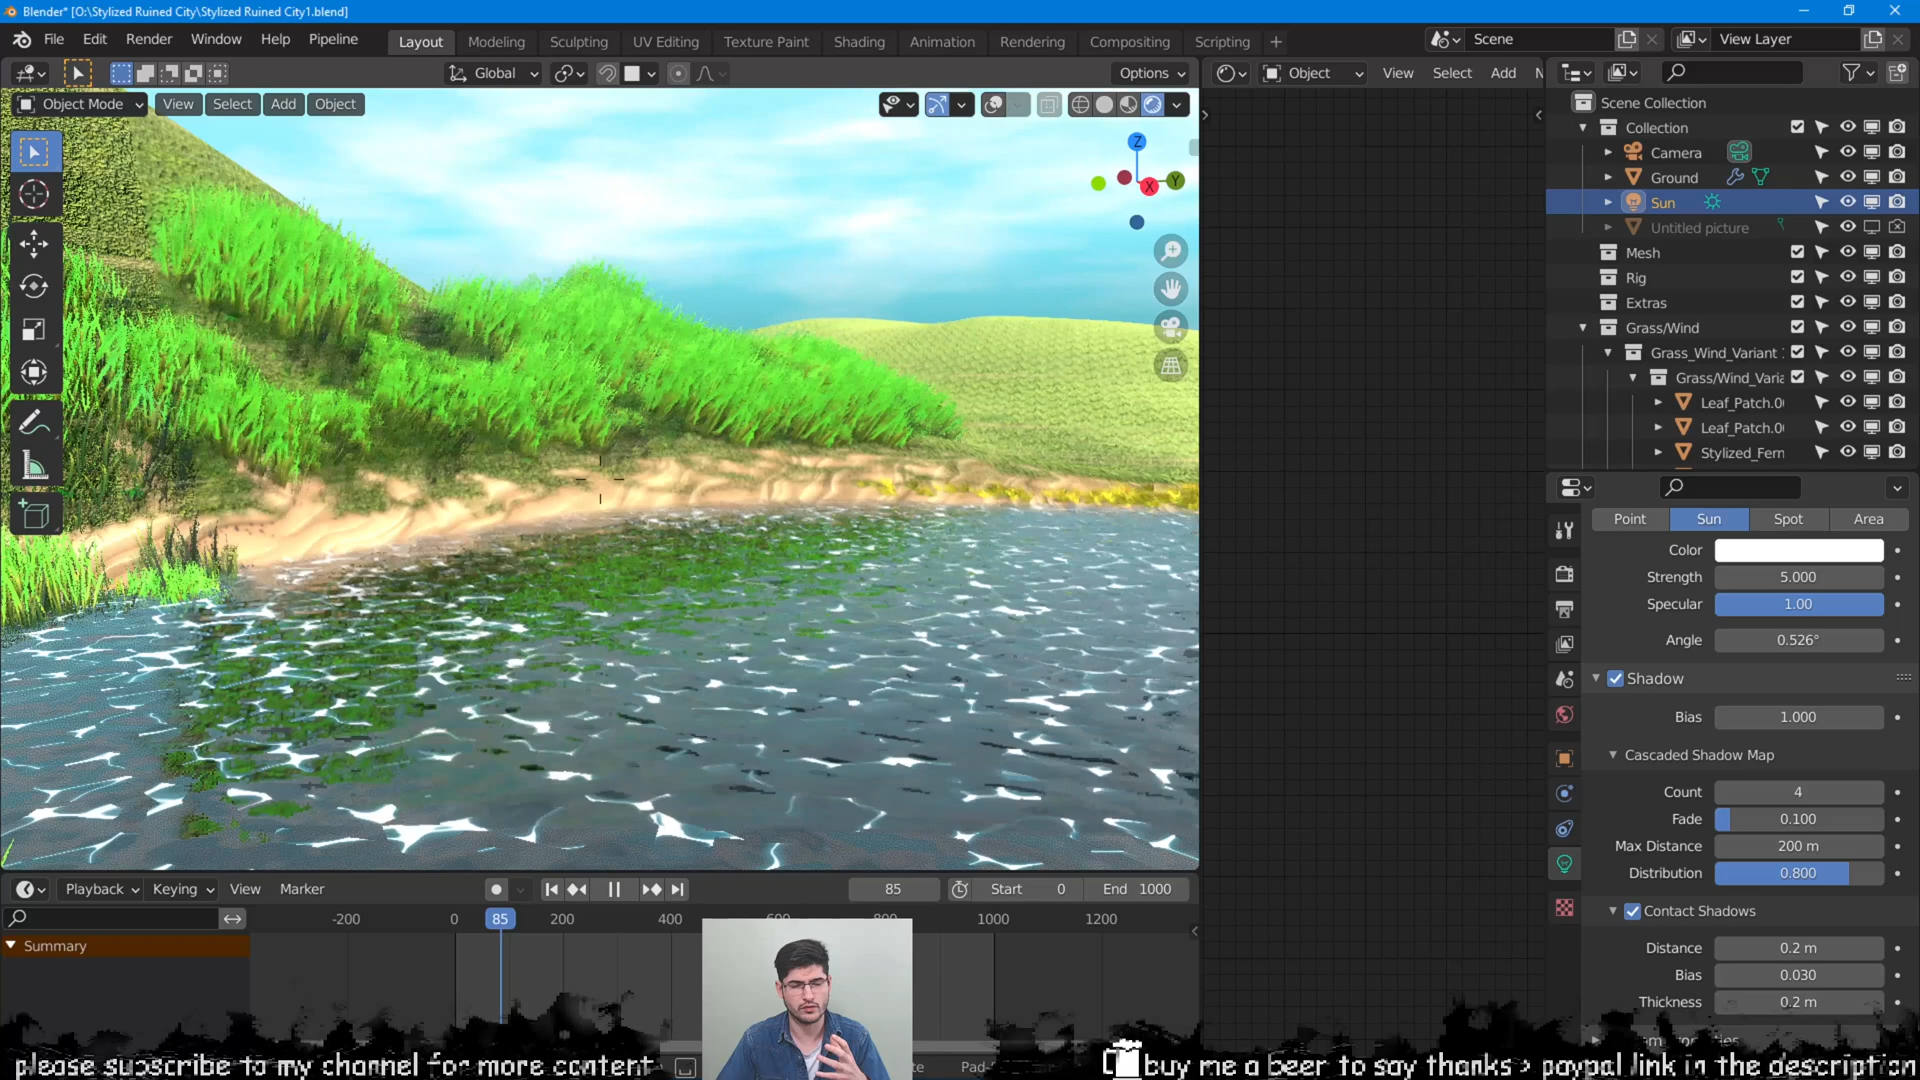 Blender* [O:\Stylized Ruined City\Stylized Ruined City1.blend]
File Edit Render Window Help Pipeline Layout Modeling Sculpting UV Editing Texture Paint Shading Animation Rendering Compositing Scripting + Scene View Layer
Global Options Object View Select Add N
Object Mode View Select Add Object
Z
X Y
Scene Collection
Collection
Camera
Ground
Sun
Untitled picture
Mesh
Rig
Extras
Grass/Wind
Grass_Wind_Variant
Grass/Wind_Varia
Leaf_Patch.0
Leaf_Patch.0
Stylized_Fern
Point Sun Spot Area
Color
Strength 5.000
Specular 1.00
Angle 0.526°
Shadow
Bias 1.000
Cascaded Shadow Map
Count 4
Fade 0.100
Max Distance 200 m
Distribution 0.800
Contact Shadows
Distance 0.2 m
Bias 0.030
Thickness 0.2 m
Playback Keying View Marker 85 Start 0 End 1000
-200 0 85 200 400 600 800 1000 1200
Summary
please subscribe to my channel for more content
buy me a beer to say thanks> paypal link in the description